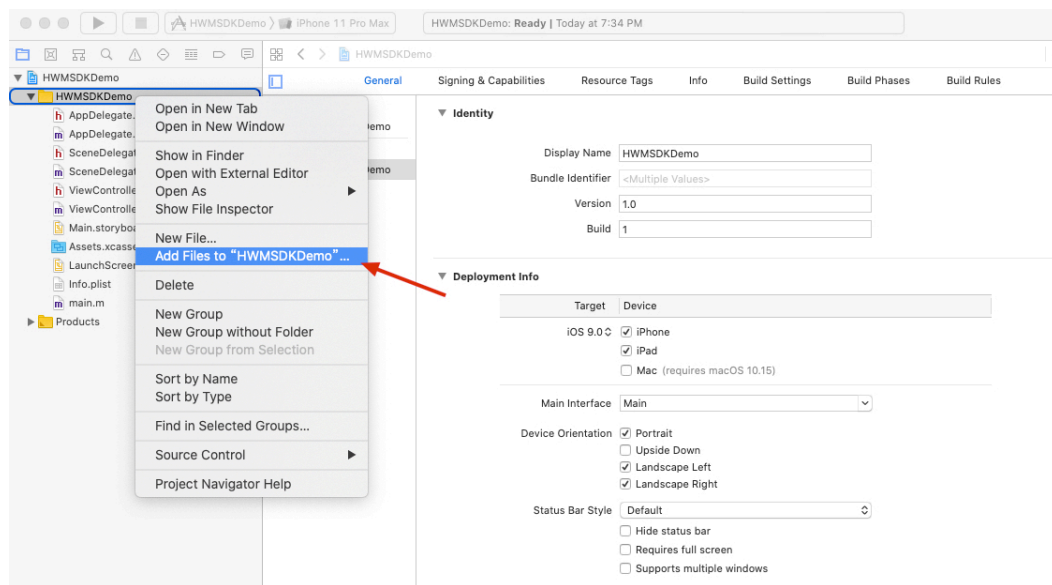 HWMSDKDemo
iPhone 11 Pro Max
HWMSDKDemo: Ready | Today at 7:34 PM
HWMSDKDemo
HWMSDKDemo
HWMSDKDemo
AppDelegate.
AppDelegate.
SceneDelegat
SceneDelegat
ViewControlle
ViewControlle
Main.storyboa
Assets.xcasse
LaunchScreer
Info.plist
main.m
Products
Open in New Tab
Open in New Window
Show in Finder
Open with External Editor
Open As
Show File Inspector
New File...
Add Files to “HWMSDKDemo”...
Delete
New Group
New Group without Folder
New Group from Selection
Sort by Name
Sort by Type
Find in Selected Groups...
Source Control
Project Navigator Help
General Signing & Capabilities Resource Tags Info Build Settings Build Phases Build Rules
emo
emo
Identity
Display Name HWMSDKDemo
Bundle Identifier <Multiple Values>
Version 1.0
Build 1
Deployment Info
Target Device
iOS 9.0 iPhone
iPad
Mac (requires macOS 10.15)
Main Interface Main
Device Orientation Portrait
Upside Down
Landscape Left
Landscape Right
Status Bar Style Default
Hide status bar
Requires full screen
Supports multiple windows